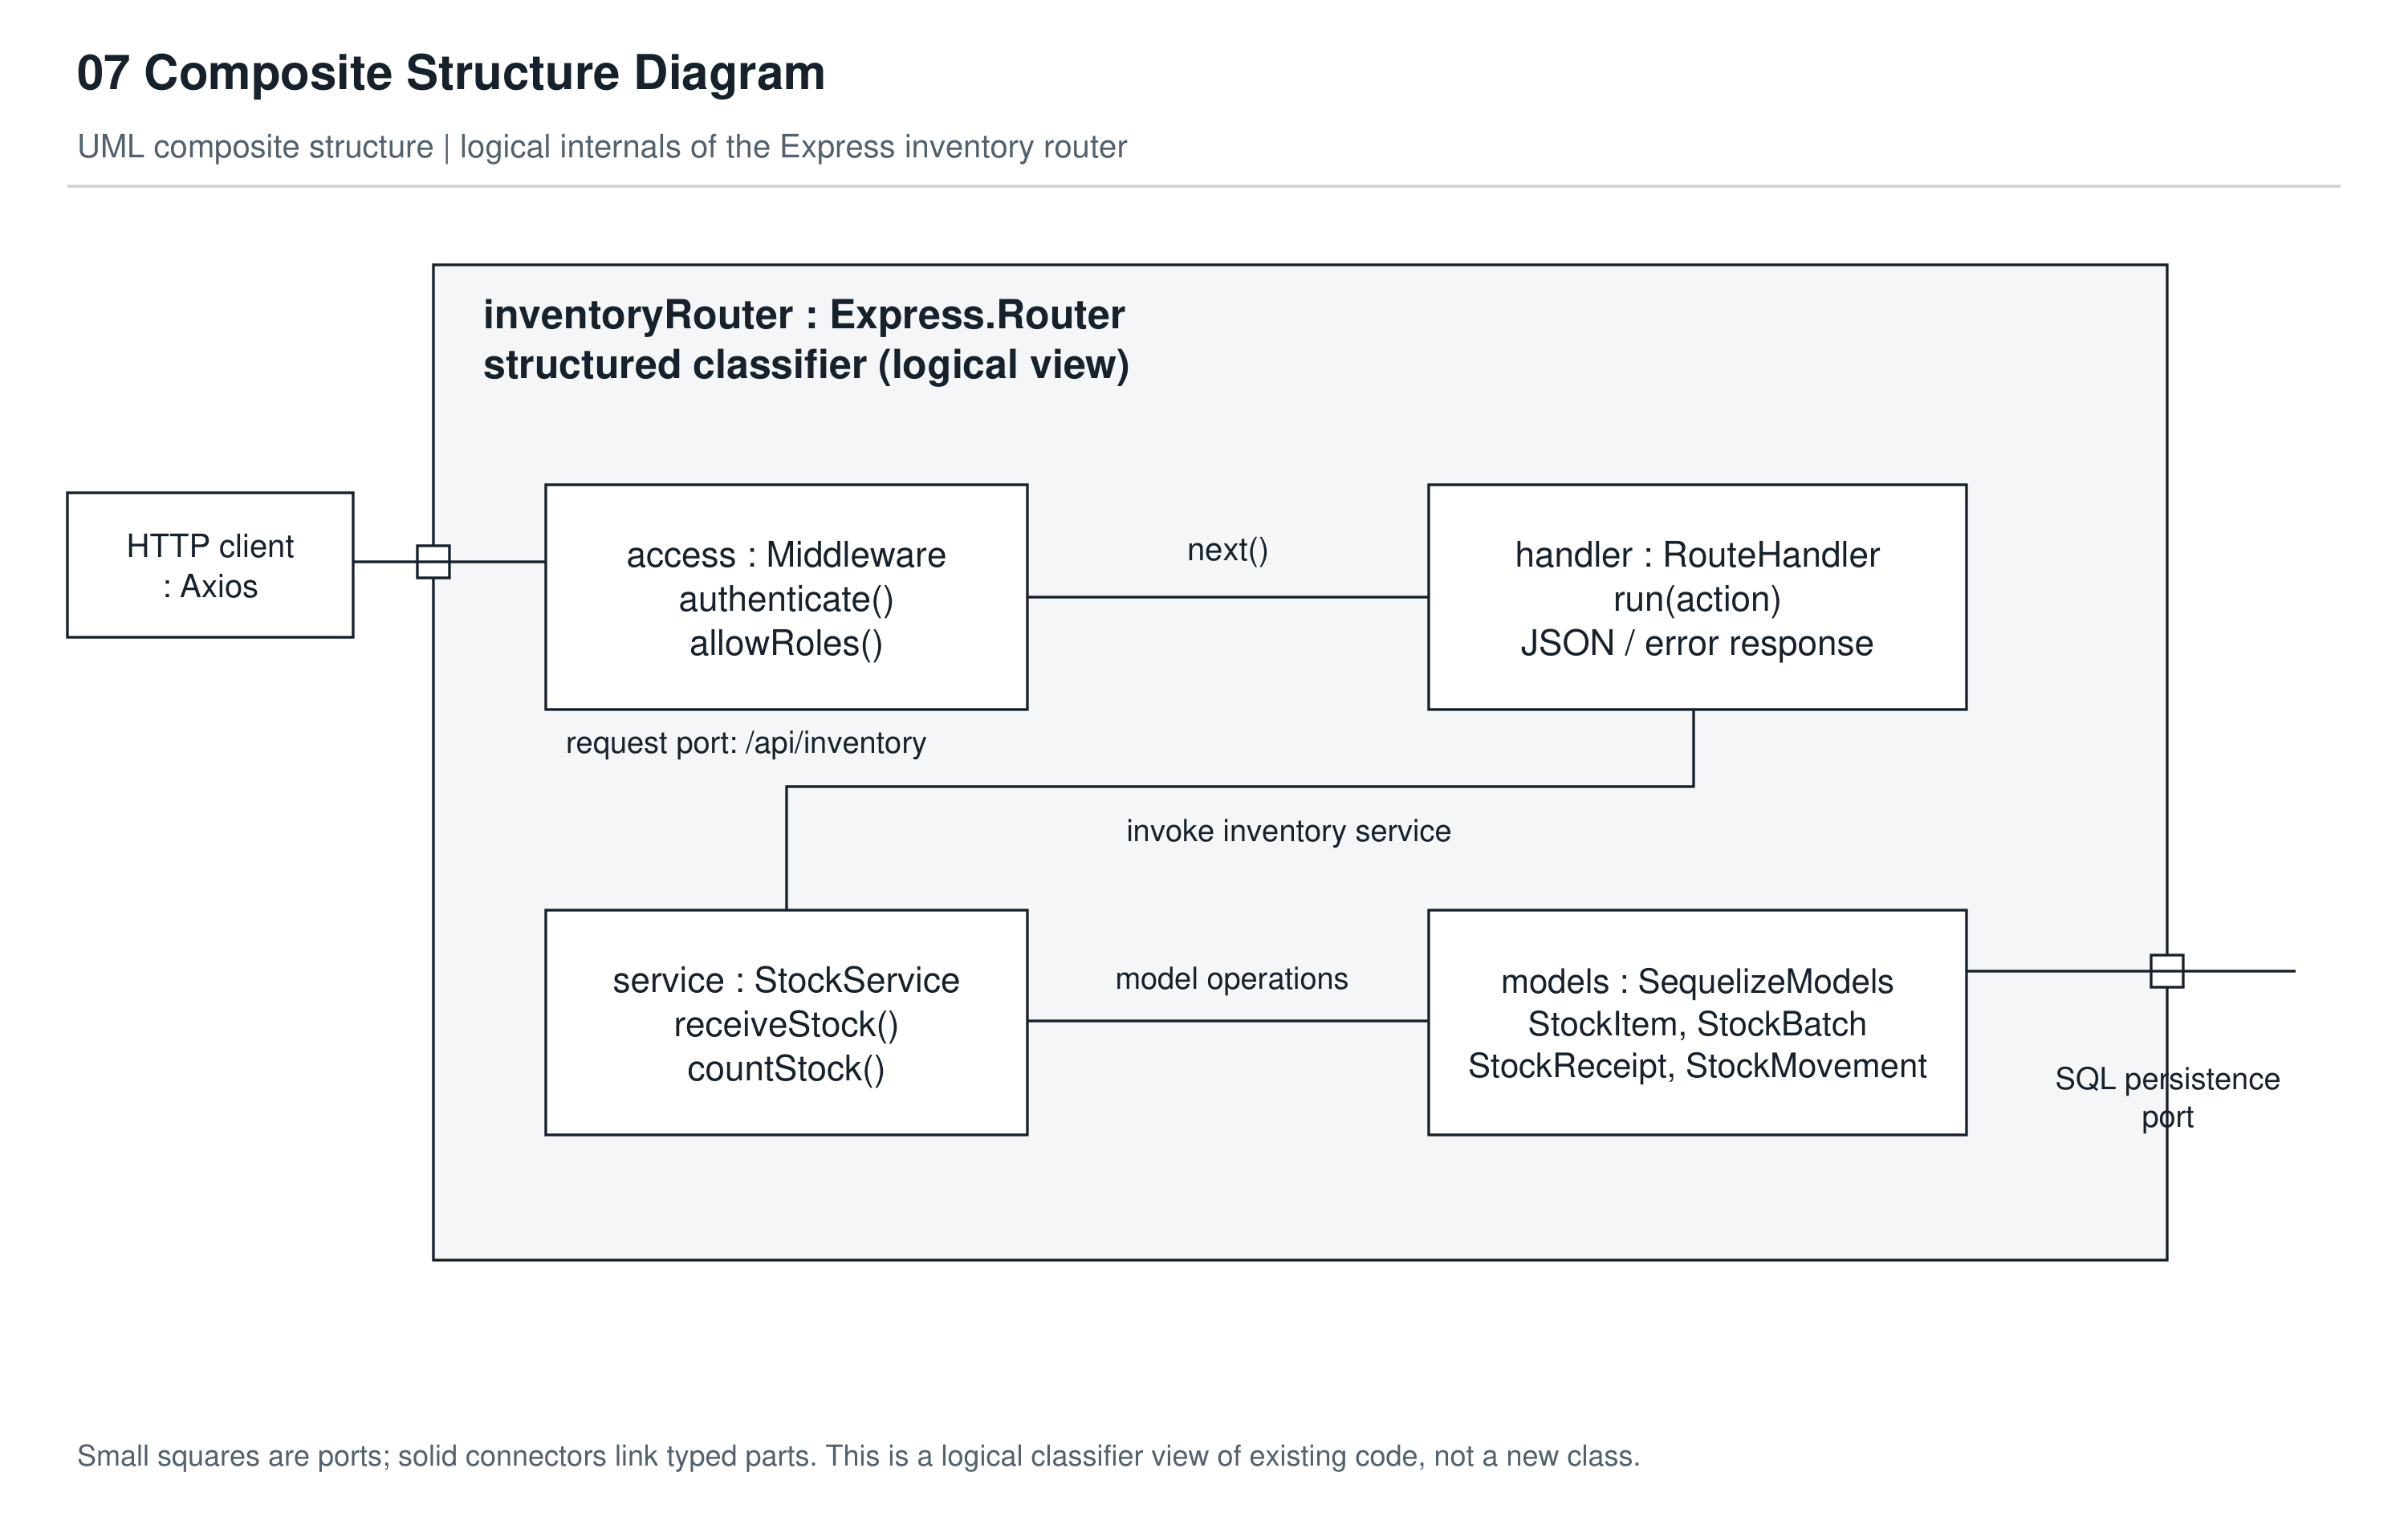 07 Composite Structure Diagram
UML composite structure | logical internals of the Express inventory router
inventoryRouter : Express.Router
structured classifier (logical view)
HTTP client
: Axios
access : Middleware
authenticate()
allowRoles()
next()
handler : RouteHandler
run(action)
JSON / error response
request port: /api/inventory
invoke inventory service
service : StockService
receiveStock()
countStock()
model operations
models : SequelizeModels
StockItem, StockBatch
StockReceipt, StockMovement
SQL persistence
port
Small squares are ports; solid connectors link typed parts. This is a logical classifier view of existing code, not a new class.